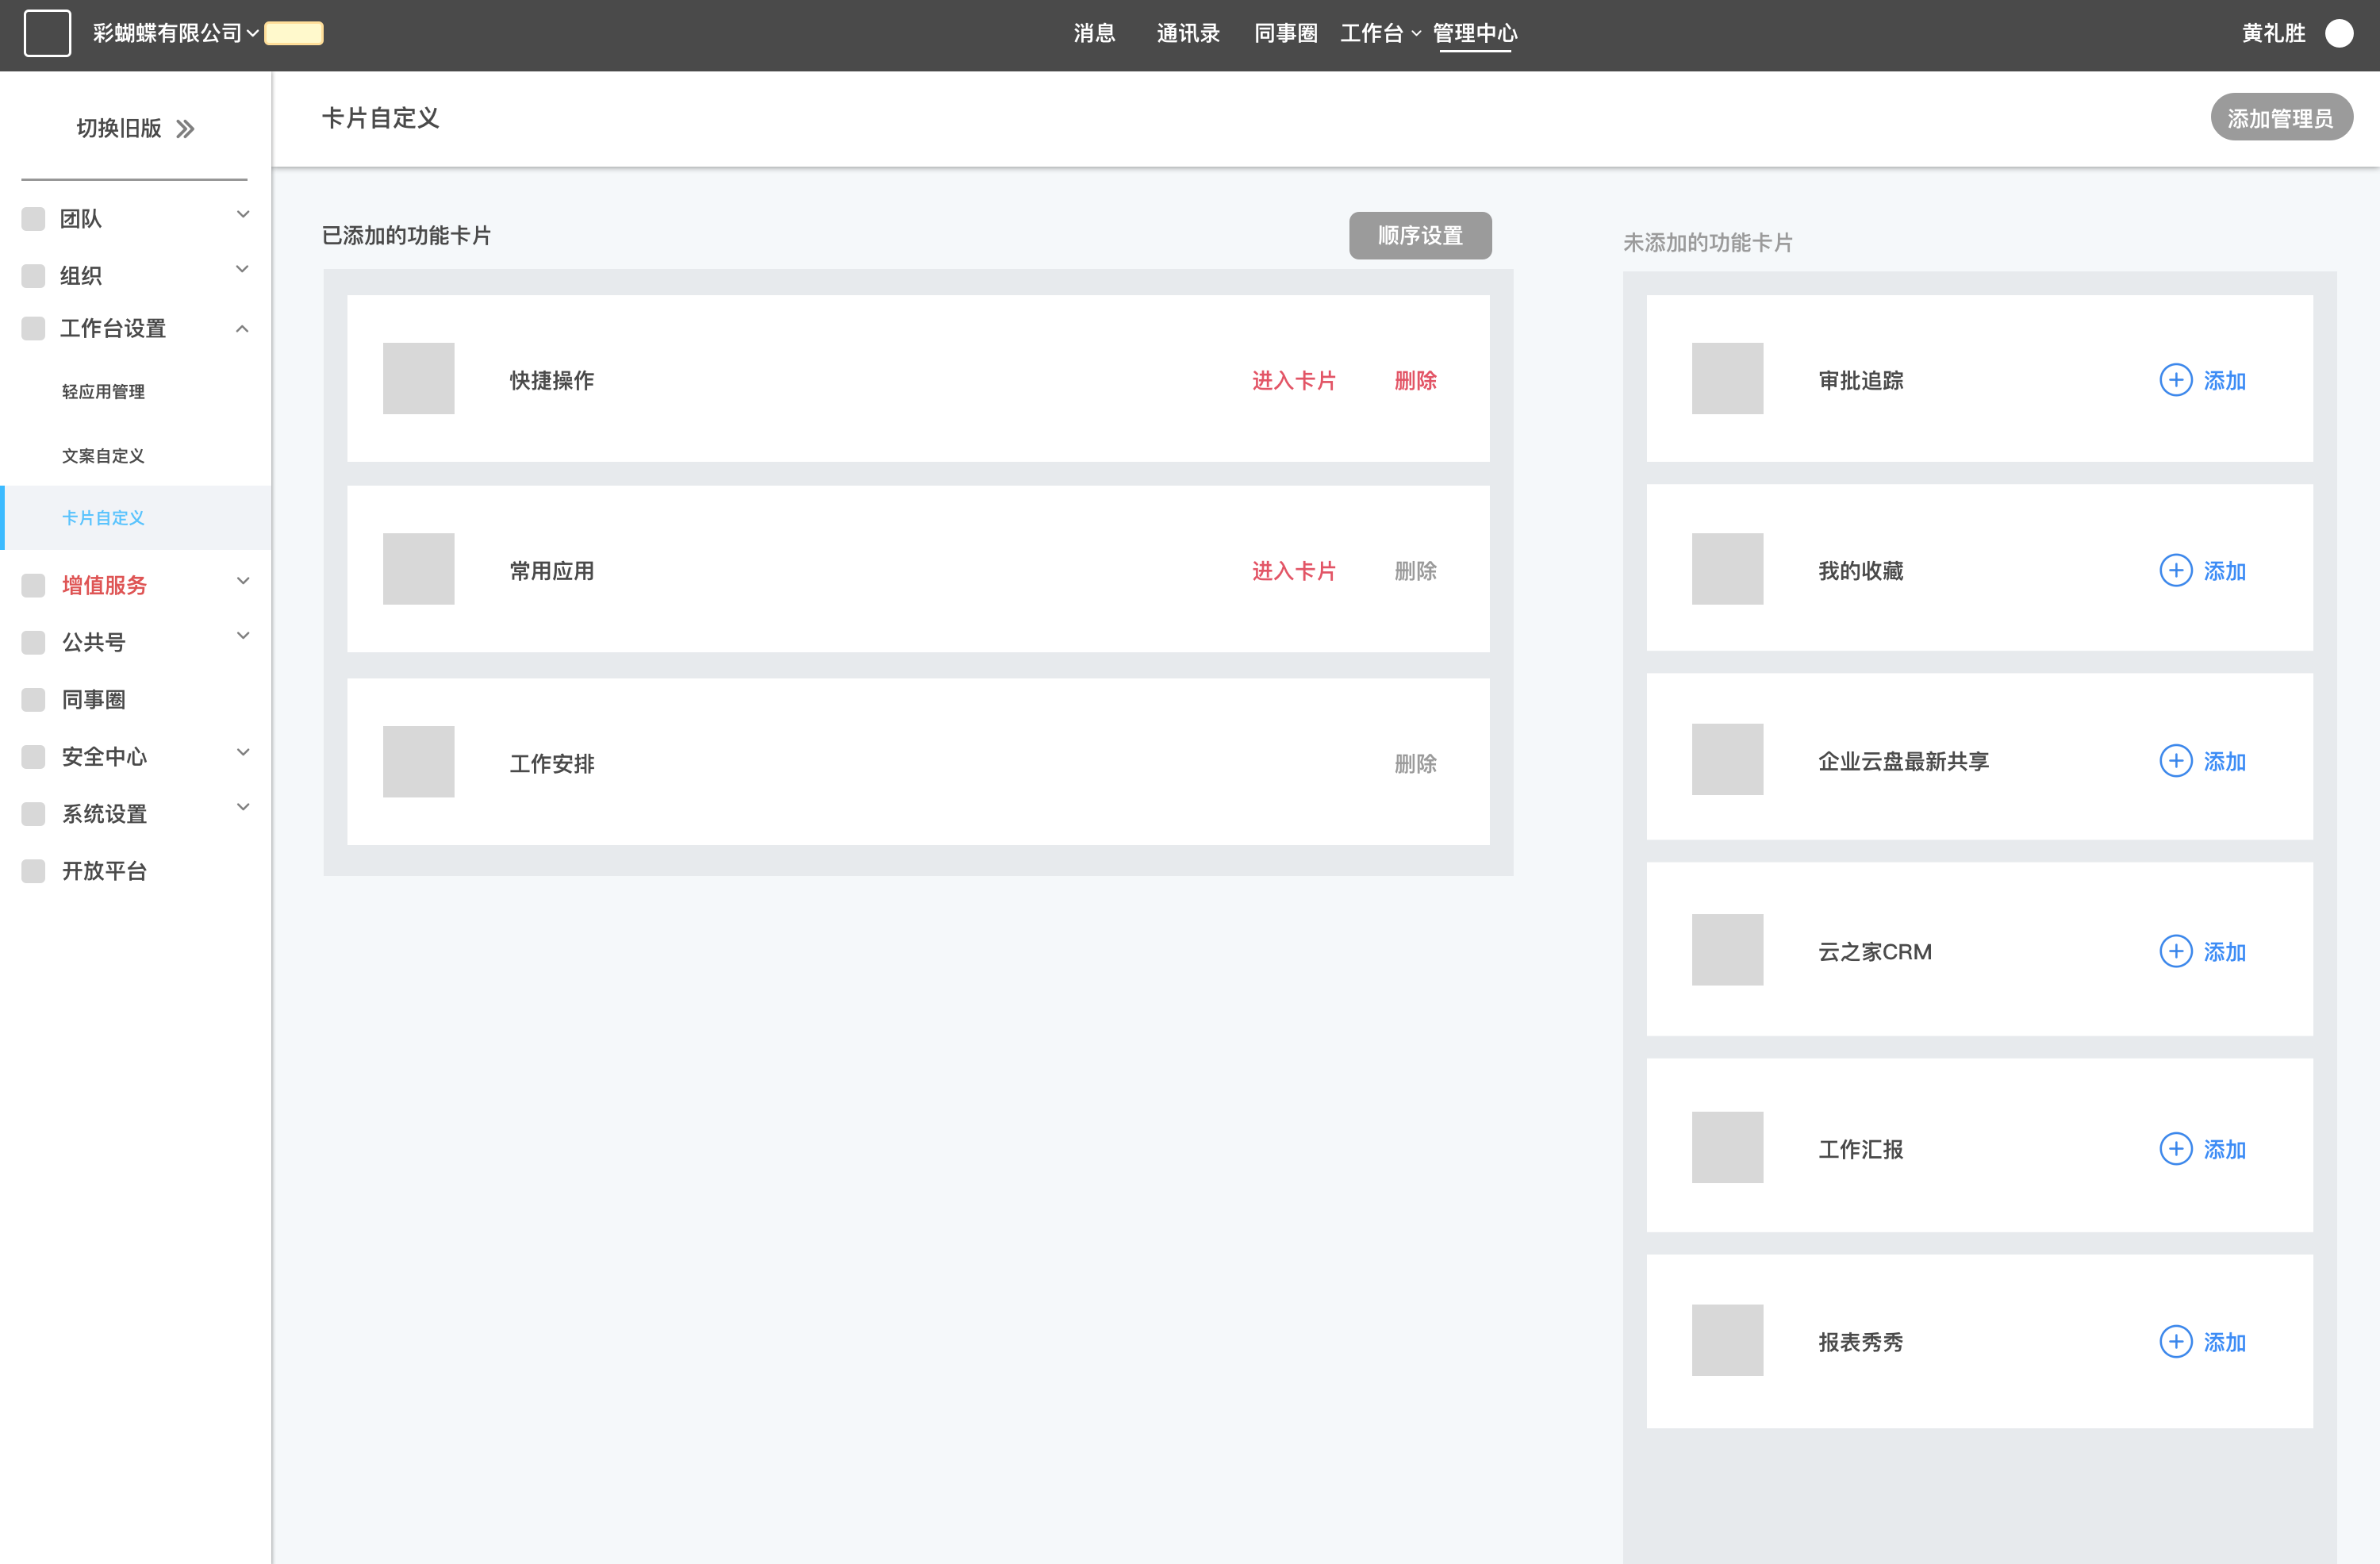 彩蝴蝶有限公司
消息
通讯录
同事圈
工作台
管理中心
黄礼胜
切换旧版
团队
组织
工作台设置
轻应用管理
文案自定义
卡片自定义
增值服务
公共号
同事圈
安全中心
系统设置
开放平台
卡片自定义
添加管理员
已添加的功能卡片
顺序设置
快捷操作
进入卡片
删除
常用应用
进入卡片
删除
工作安排
删除
未添加的功能卡片
审批追踪
添加
我的收藏
添加
企业云盘最新共享
添加
云之家CRM
添加
工作汇报
添加
报表秀秀
添加